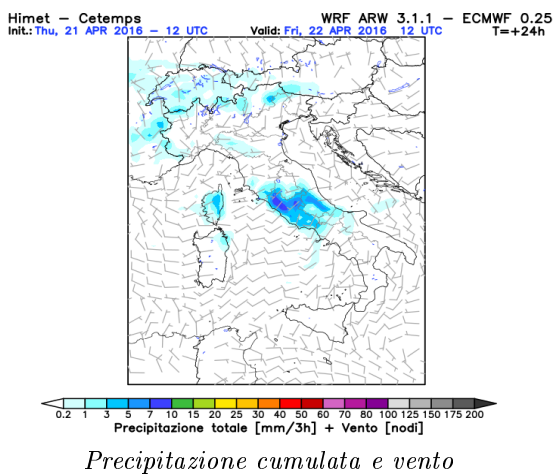 Himet – Cetemps WRF ARW 3.1.1 – ECMWF 0.25
Init.: Thu, 21 APR 2016 – 12 UTC Valid: Fri, 22 APR 2016 12 UTC T=+24h
0.2 1 3 5 7 10 15 20 25 30 40 50 60 70 80 100 125 150 175 200
Precipitazione totale [mm/3h] + Vento [nodi]
Precipitazione cumulata e vento